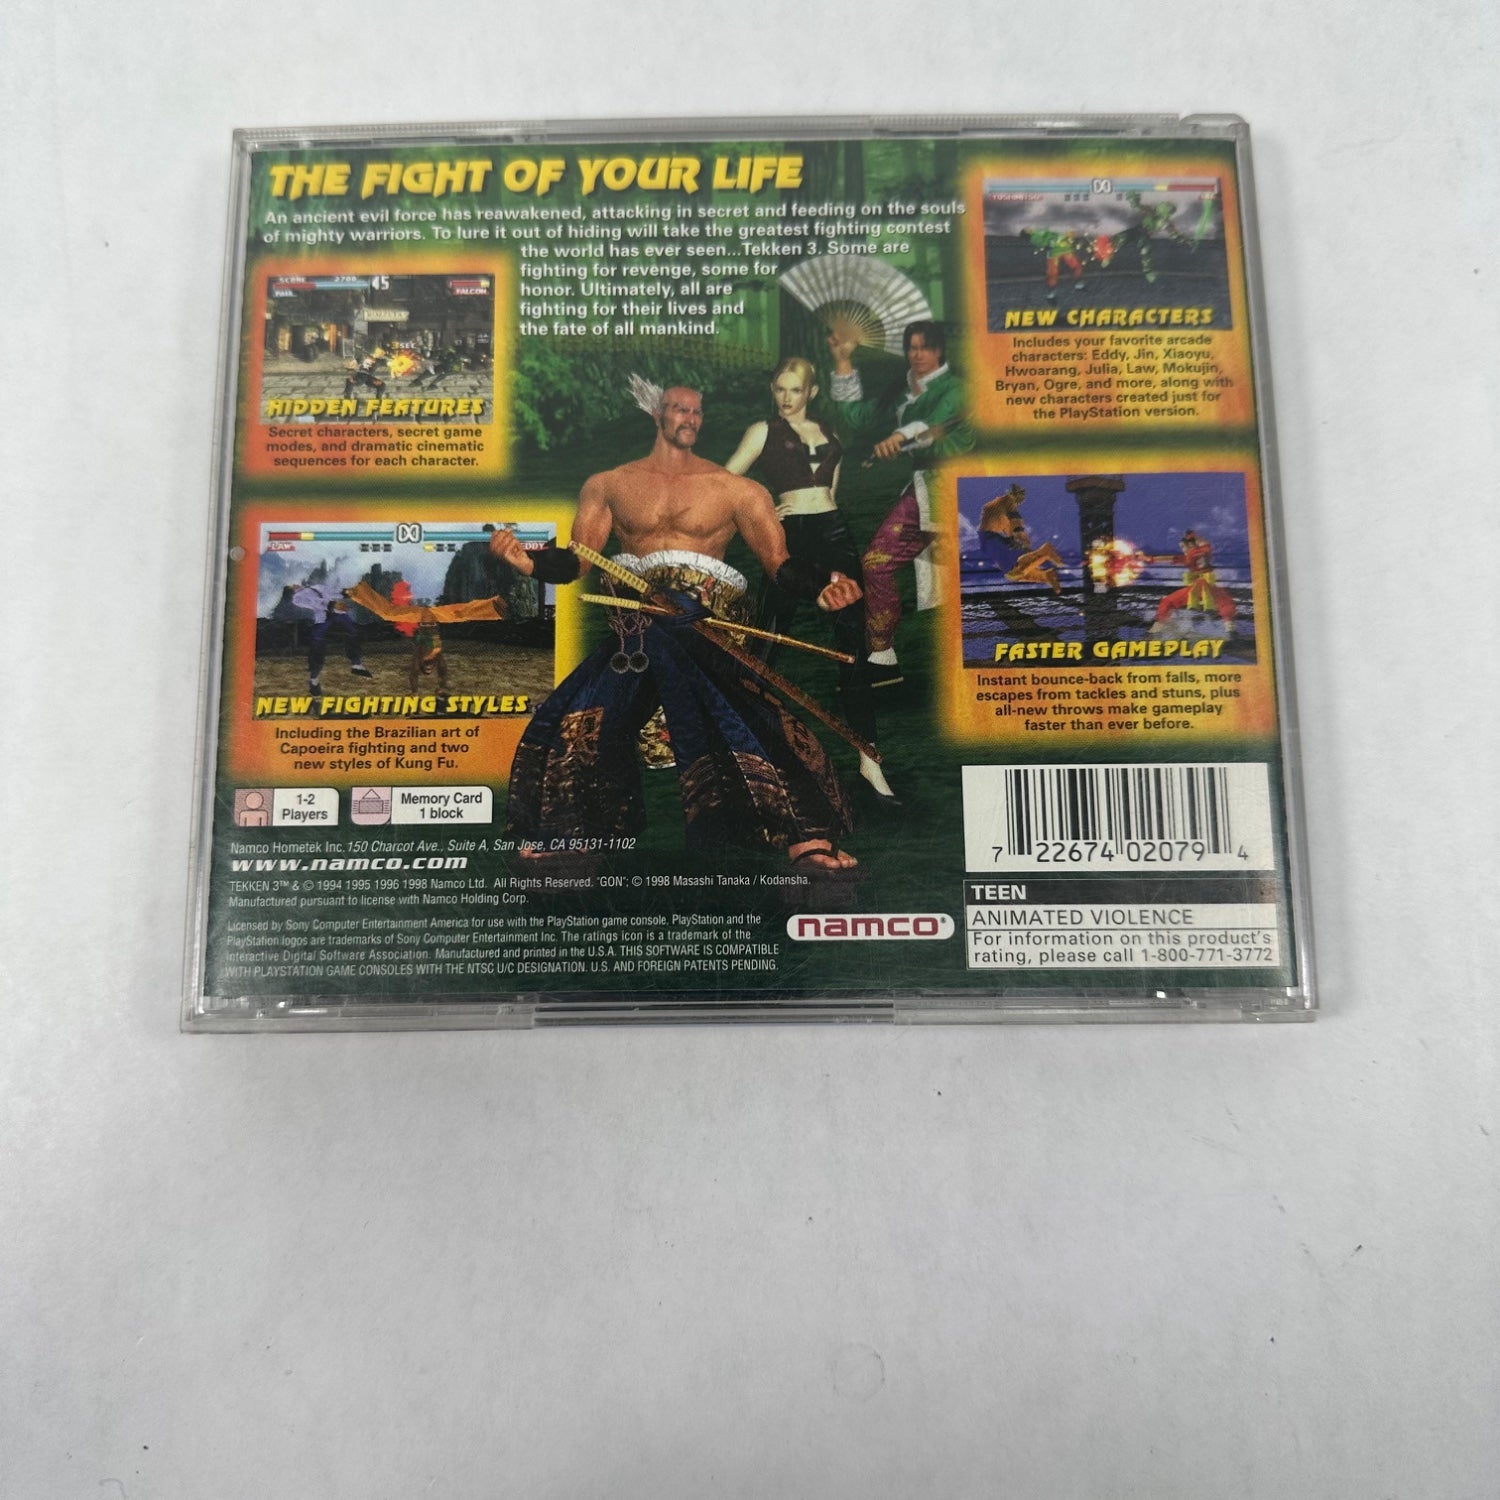 THE FIGHT OF YOUR LIFE
An ancient evil force has reawakened, attacking in secret and feeding on the souls
of mighty warriors. To lure it out of hiding will take the greatest fighting contest
the world has ever seen...Tekken 3. Some are
fighting for revenge, some for
honor. Ultimately, all are
fighting for their lives and
the fate of all mankind.
SCORE 2700 45
PAUL FALCON
HIDDEN FEATURES
Secret characters, secret game
modes, and dramatic cinematic
sequences for each character.
YOSHIMITSU
NEW CHARACTERS
Includes your favorite arcade
characters: Eddy, Jin, Xiaoyu,
Hwoarang, Julia, Law, Mokujin,
Bryan, Ogre, and more, along with
new characters created just for
the PlayStation version.
LAW EDDY
NEW FIGHTING STYLES
Including the Brazilian art of
Capoeira fighting and two
new styles of Kung Fu.
FASTER GAMEPLAY
Instant bounce-back from falls, more
escapes from tackles and stuns, plus
all-new throws make gameplay
faster than ever before.
1-2
Players
Memory Card
1 block
Namco Hometek Inc. 150 Charcot Ave., Suite A, San Jose, CA 95131-1102
www.namco.com
TEKKEN 3™ & © 1994 1995 1996 1998 Namco Ltd. All Rights Reserved. "GON"; © 1998 Masashi Tanaka / Kodansha.
Manufactured pursuant to license with Namco Holding Corp.
Licensed by Sony Computer Entertainment America for use with the PlayStation game console. PlayStation and the
PlayStation logos are trademarks of Sony Computer Entertainment Inc. The ratings icon is a trademark of the
Interactive Digital Software Association. Manufactured and printed in the U.S.A. THIS SOFTWARE IS COMPATIBLE
WITH PLAYSTATION GAME CONSOLES WITH THE NTSC U/C DESIGNATION. U.S. AND FOREIGN PATENTS PENDING.
namco®
7 22674 02079 4
TEEN
ANIMATED VIOLENCE
For information on this product's
rating, please call 1-800-771-3772